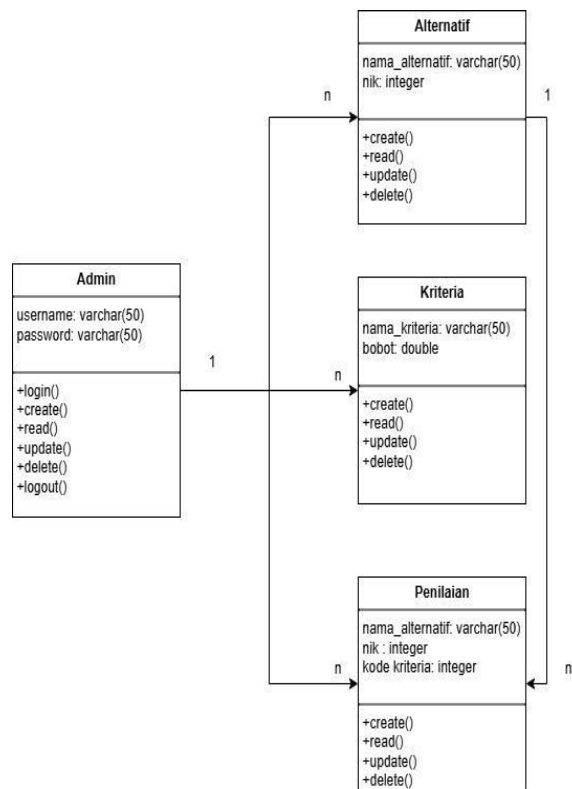 Alternatif
nama_alternatif: varchar(50)
nik: integer
+create()
+read()
+update()
+delete()
n
1
Admin
username: varchar(50)
password: varchar(50)
+login()
+create()
+read()
+update()
+delete()
+logout()
1
n
Kriteria
nama_kriteria: varchar(50)
bobot: double
+create()
+read()
+update()
+delete()
Penilaian
nama_alternatif: varchar(50)
nik : integer
kode kriteria: integer
+create()
+read()
+update()
+delete()
n
n